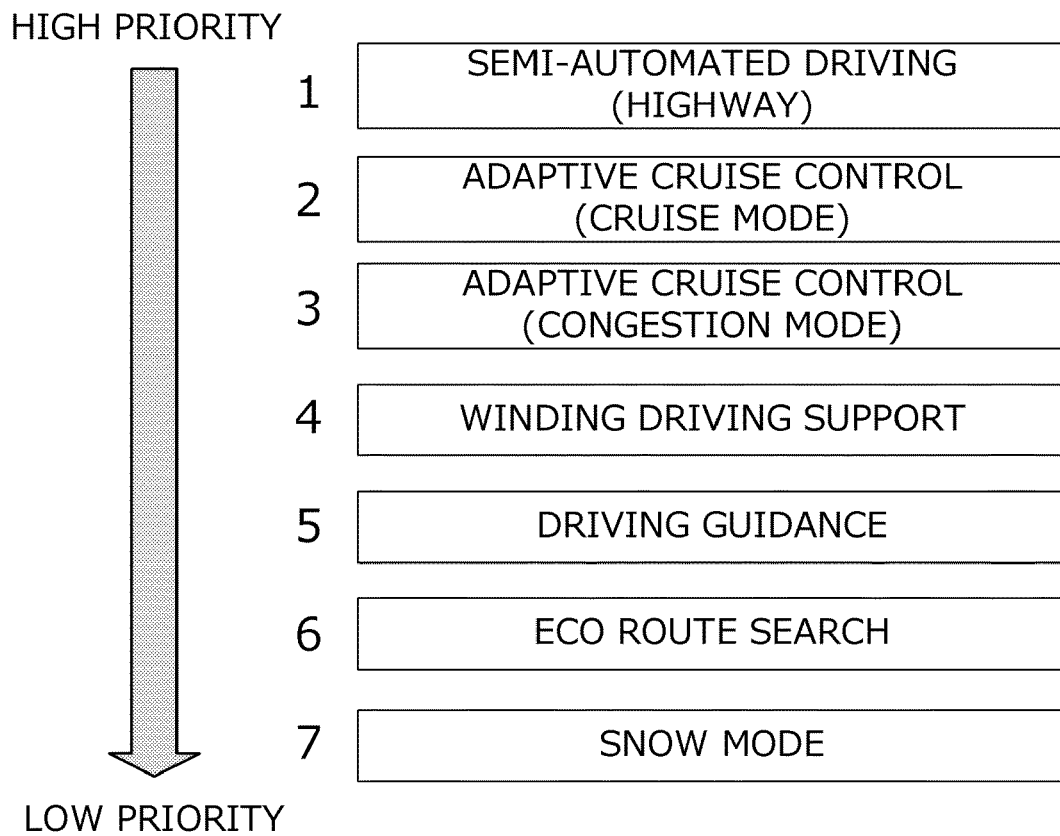 HIGH PRIORITY
1
SEMI-AUTOMATED DRIVING
(HIGHWAY)
2
ADAPTIVE CRUISE CONTROL
(CRUISE MODE)
3
ADAPTIVE CRUISE CONTROL
(CONGESTION MODE)
4
WINDING DRIVING SUPPORT
5
DRIVING GUIDANCE
6
ECO ROUTE SEARCH
7
SNOW MODE
LOW PRIORITY